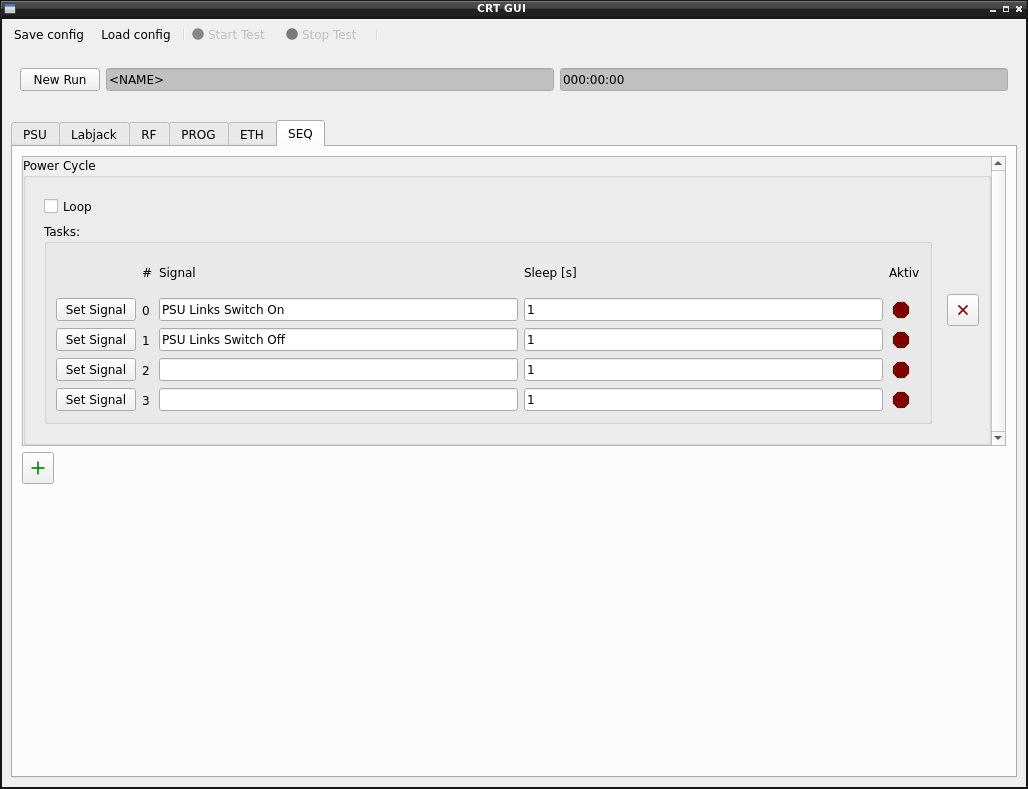 CRT GUI
Save config Load config Start Test Stop Test
New Run <NAME> 000:00:00
PSU Labjack RF PROG ETH SEQ
Power Cycle
Loop
Tasks:
# Signal Sleep [s] Aktiv
Set Signal 0 PSU Links Switch On 1
Set Signal 1 PSU Links Switch Off 1
Set Signal 2 1
Set Signal 3 1